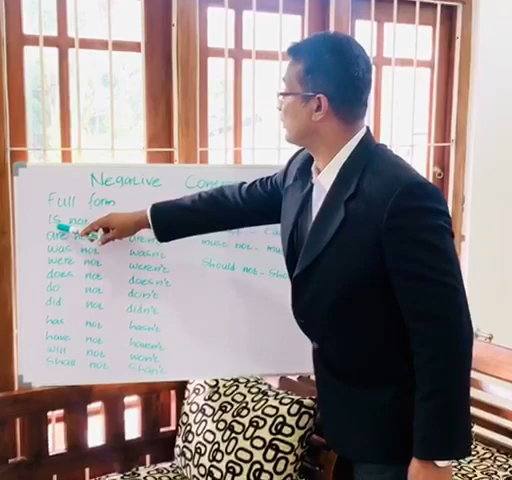 Negative
Full form
is not
are
was not wasn't
were not weren't must not
does not doesn't should not
do not don't
did not didn't
has not hasn't
have not haven't
will not won't
shall not shan't